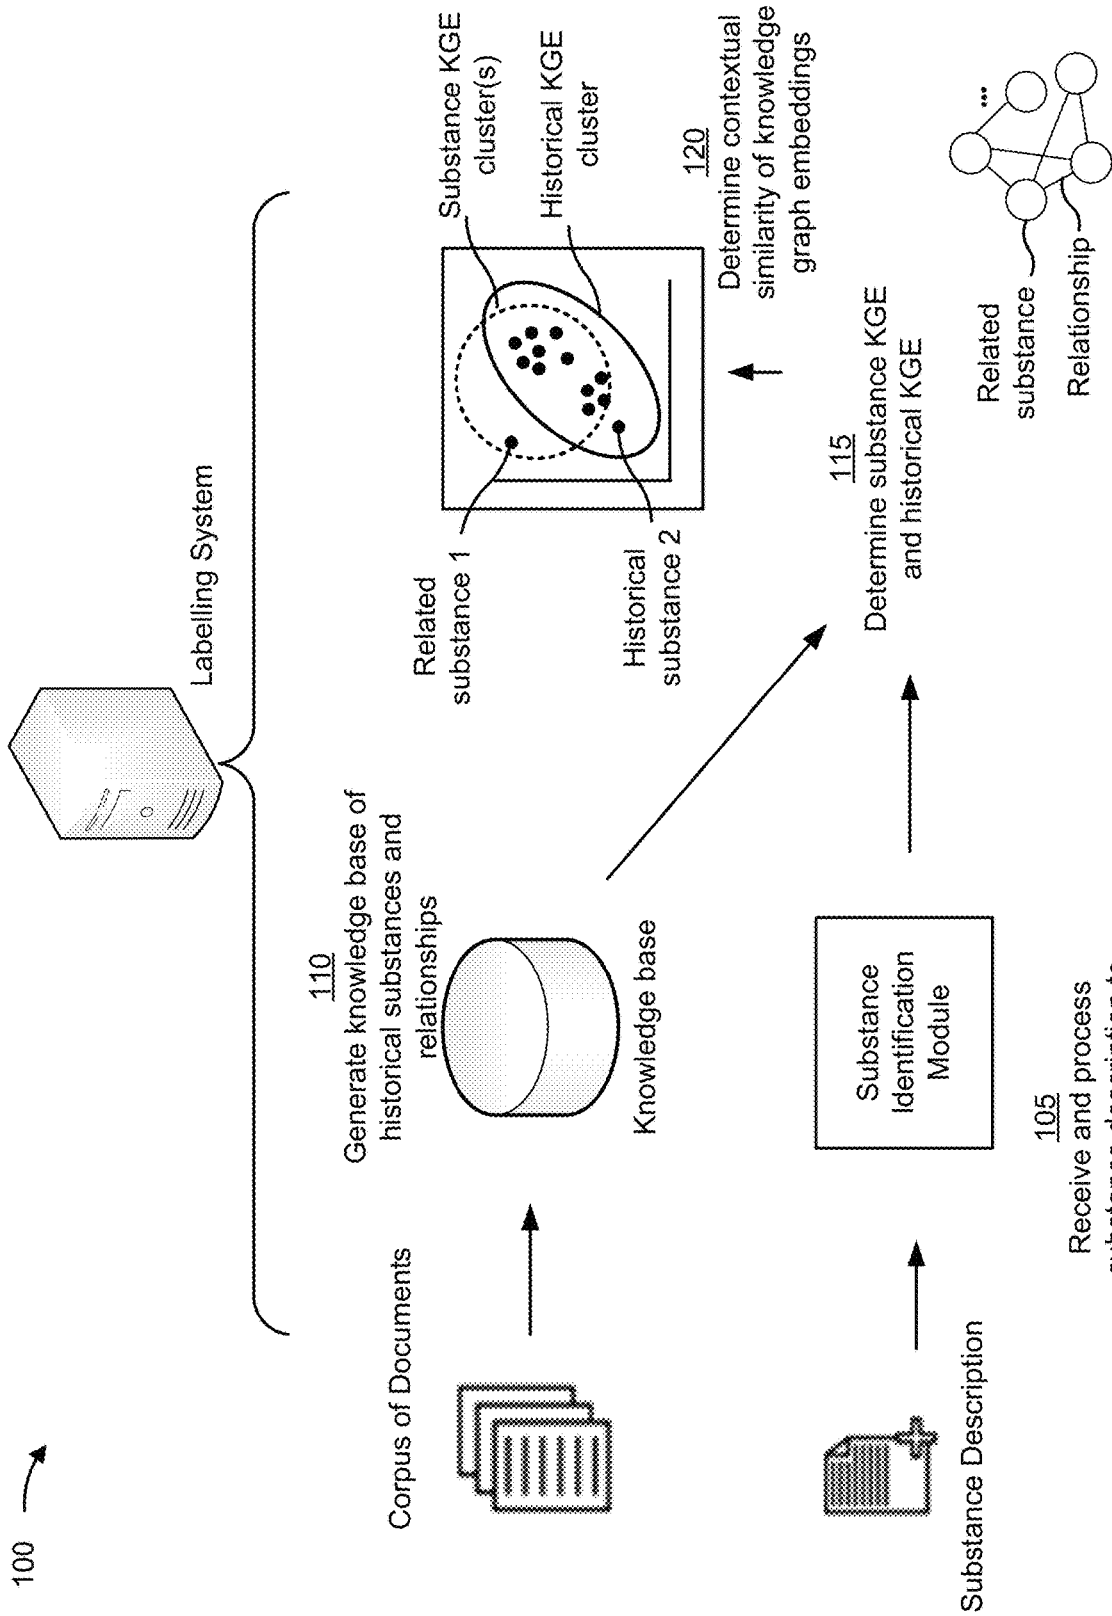 100
Labelling System
Corpus of Documents
110
Generate knowledge base of
historical substances and
relationships
Knowledge base
Related
substance 1
Historical
substance 2
Substance KGE
cluster(s)
Historical KGE
cluster
120
Determine contextual
similarity of knowledge
graph embeddings
Substance Description
Substance
Identification
Module
105
Receive and process
115
Determine substance KGE
and historical KGE
Related
substance
Relationship
...